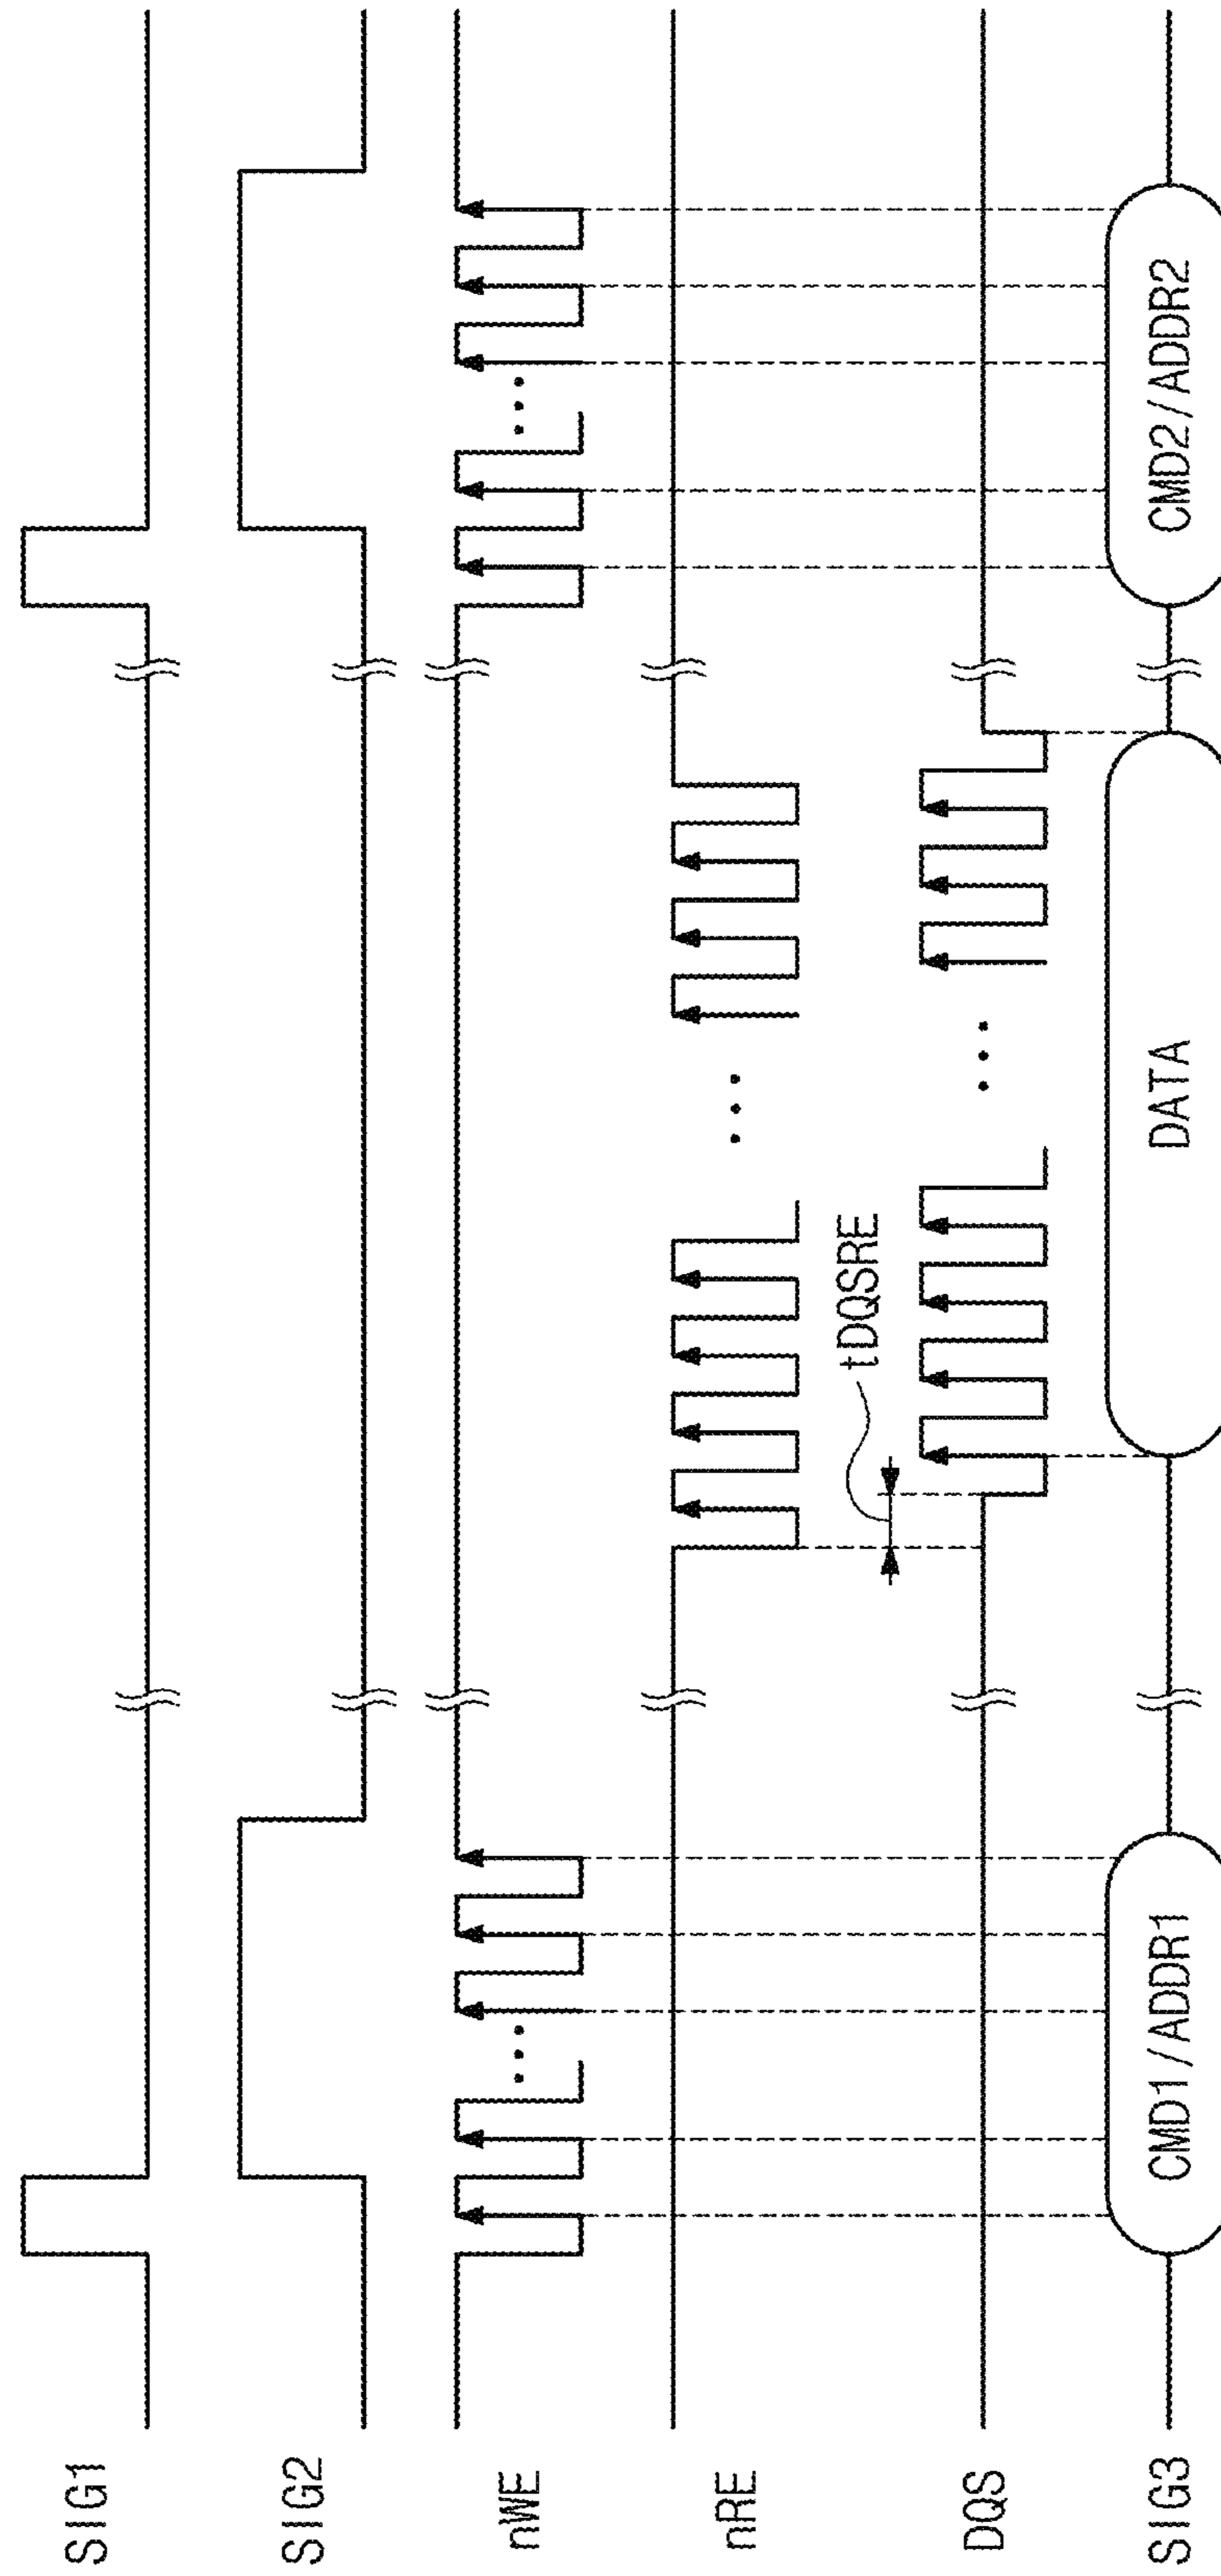 SIG1
SIG2
nWE
nRE
tDQSRE
DQS
SIG3
CMD1/ADDR1
DATA
CMD2/ADDR2